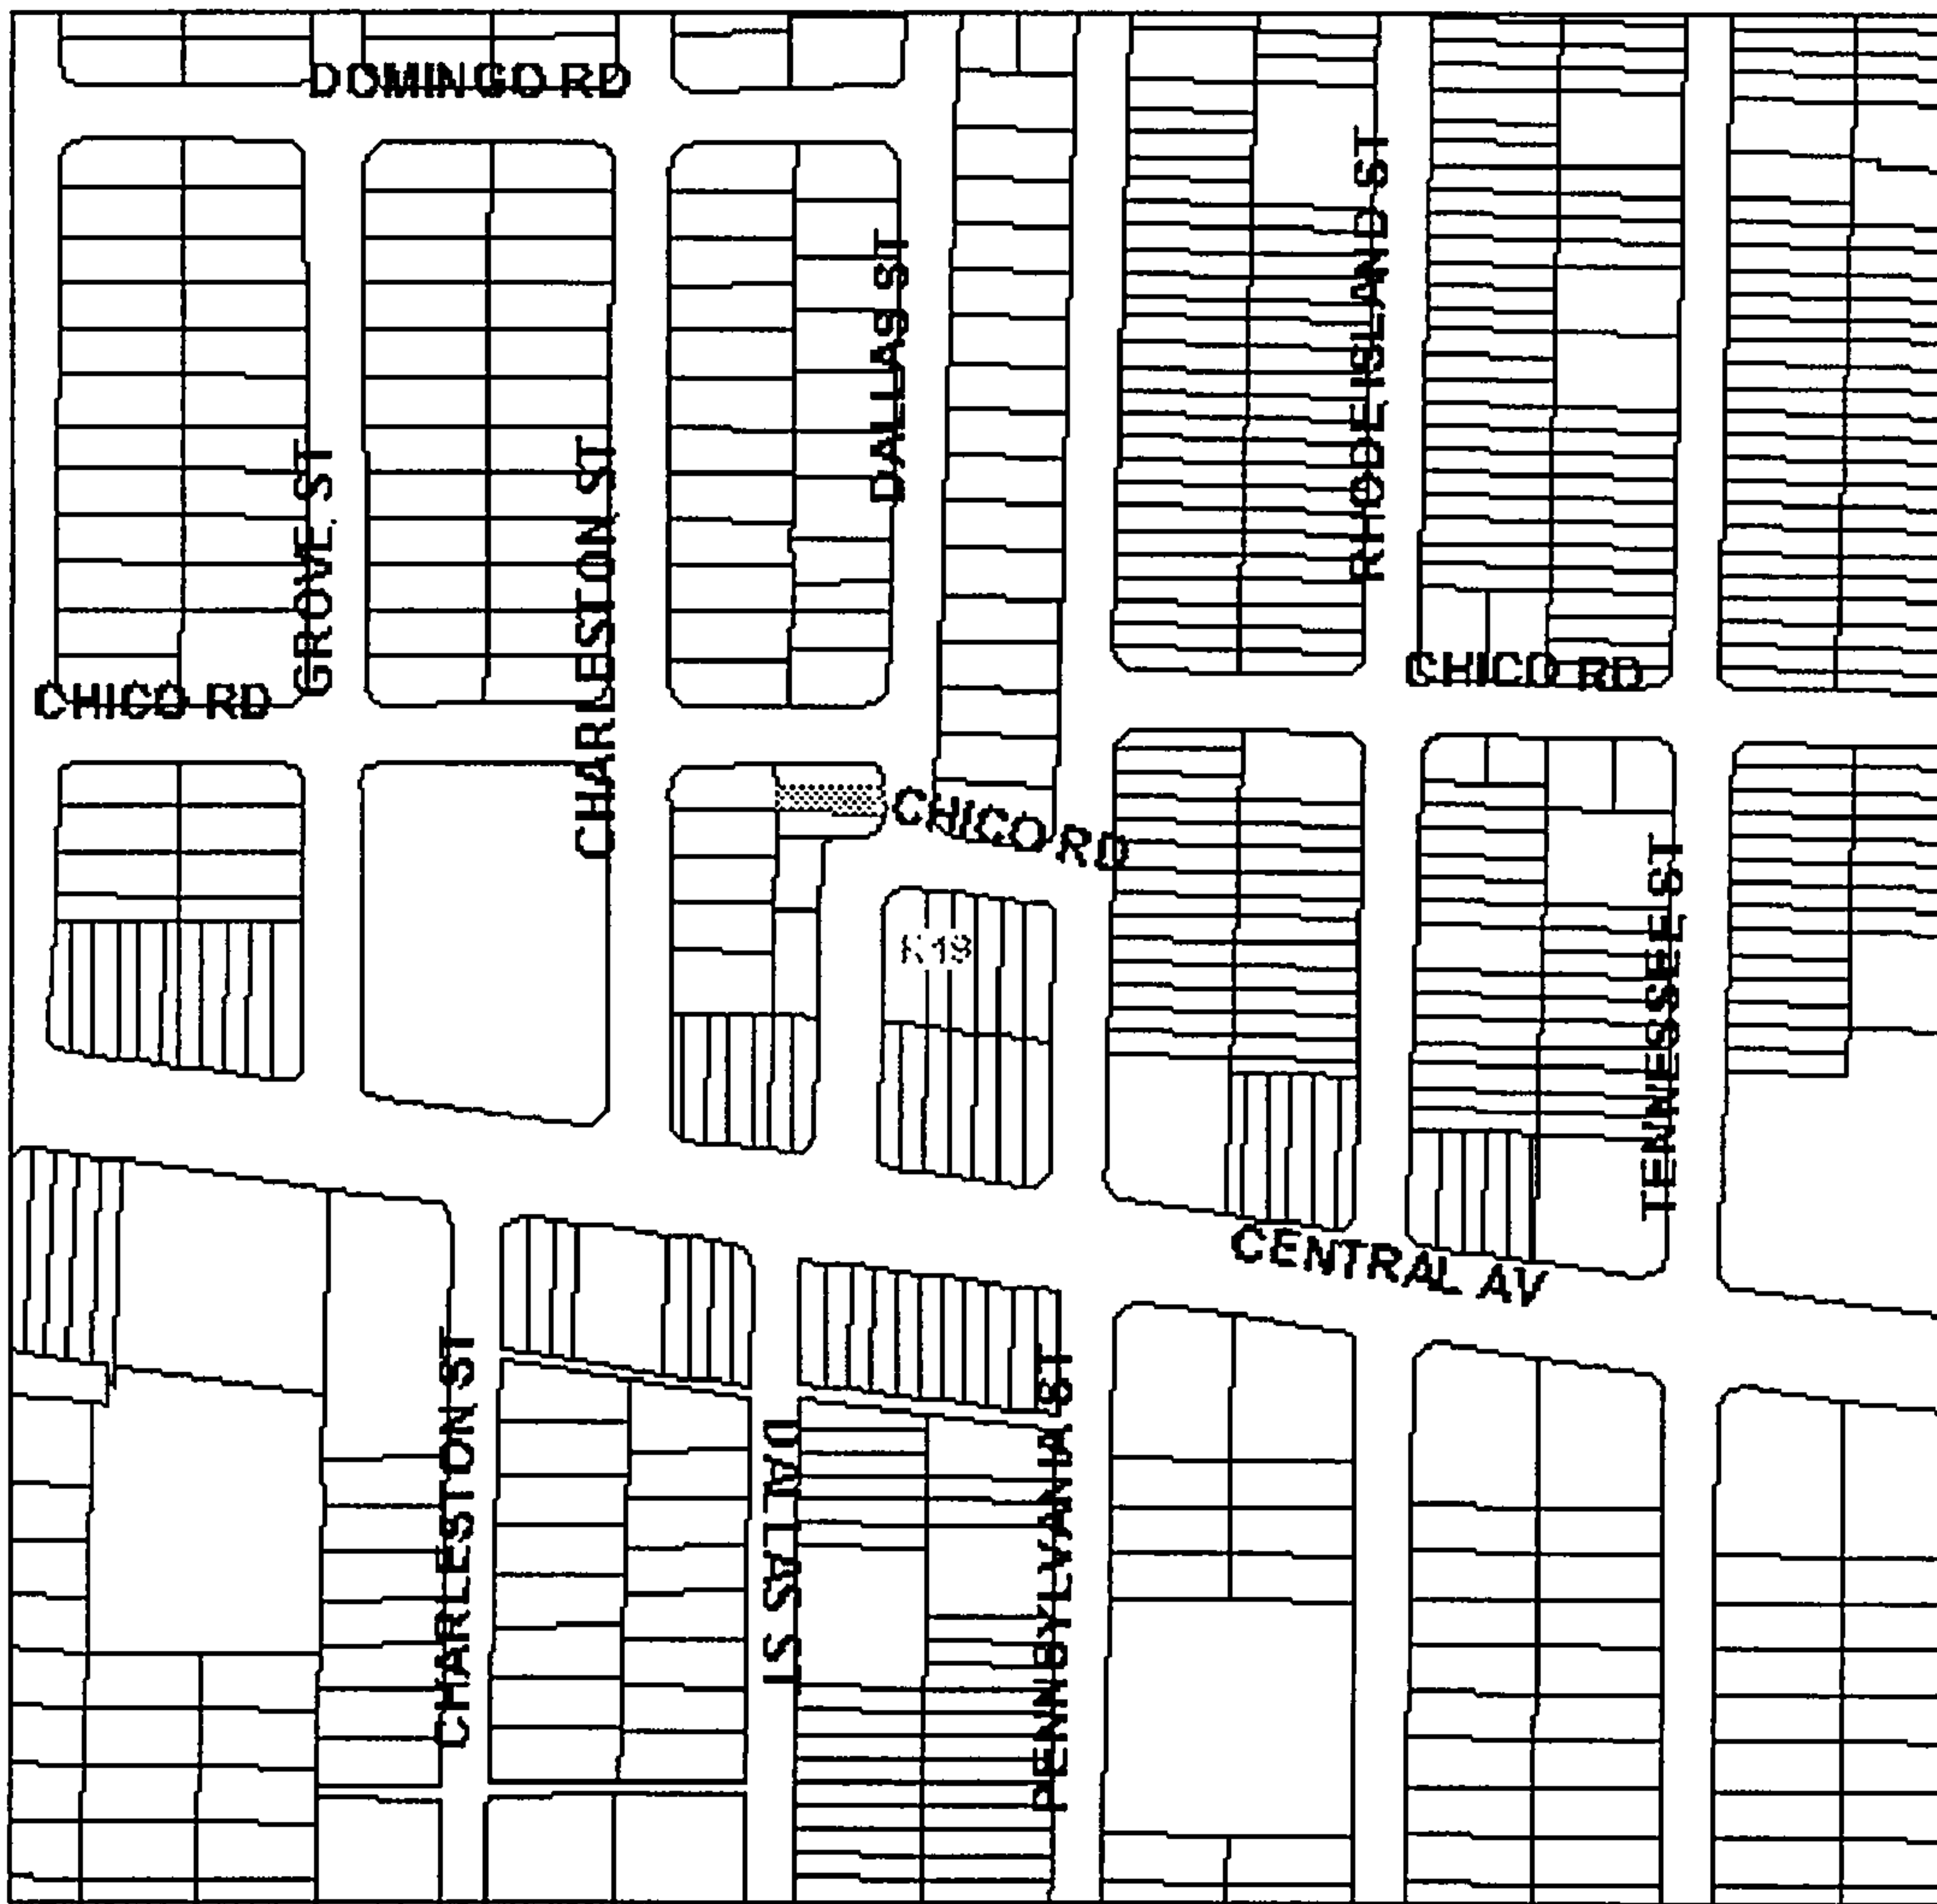 DOMINGO RD
GROVE ST
CHARLESTON ST
DALLAS ST
RHODE ISLAND ST
CHICO RD
CHICO RD
CHICO RD
K-19
TENNESSEE ST
CENTRAL AV
CHARLESTON ST
DALLAS ST
PENNSYLVANIA ST